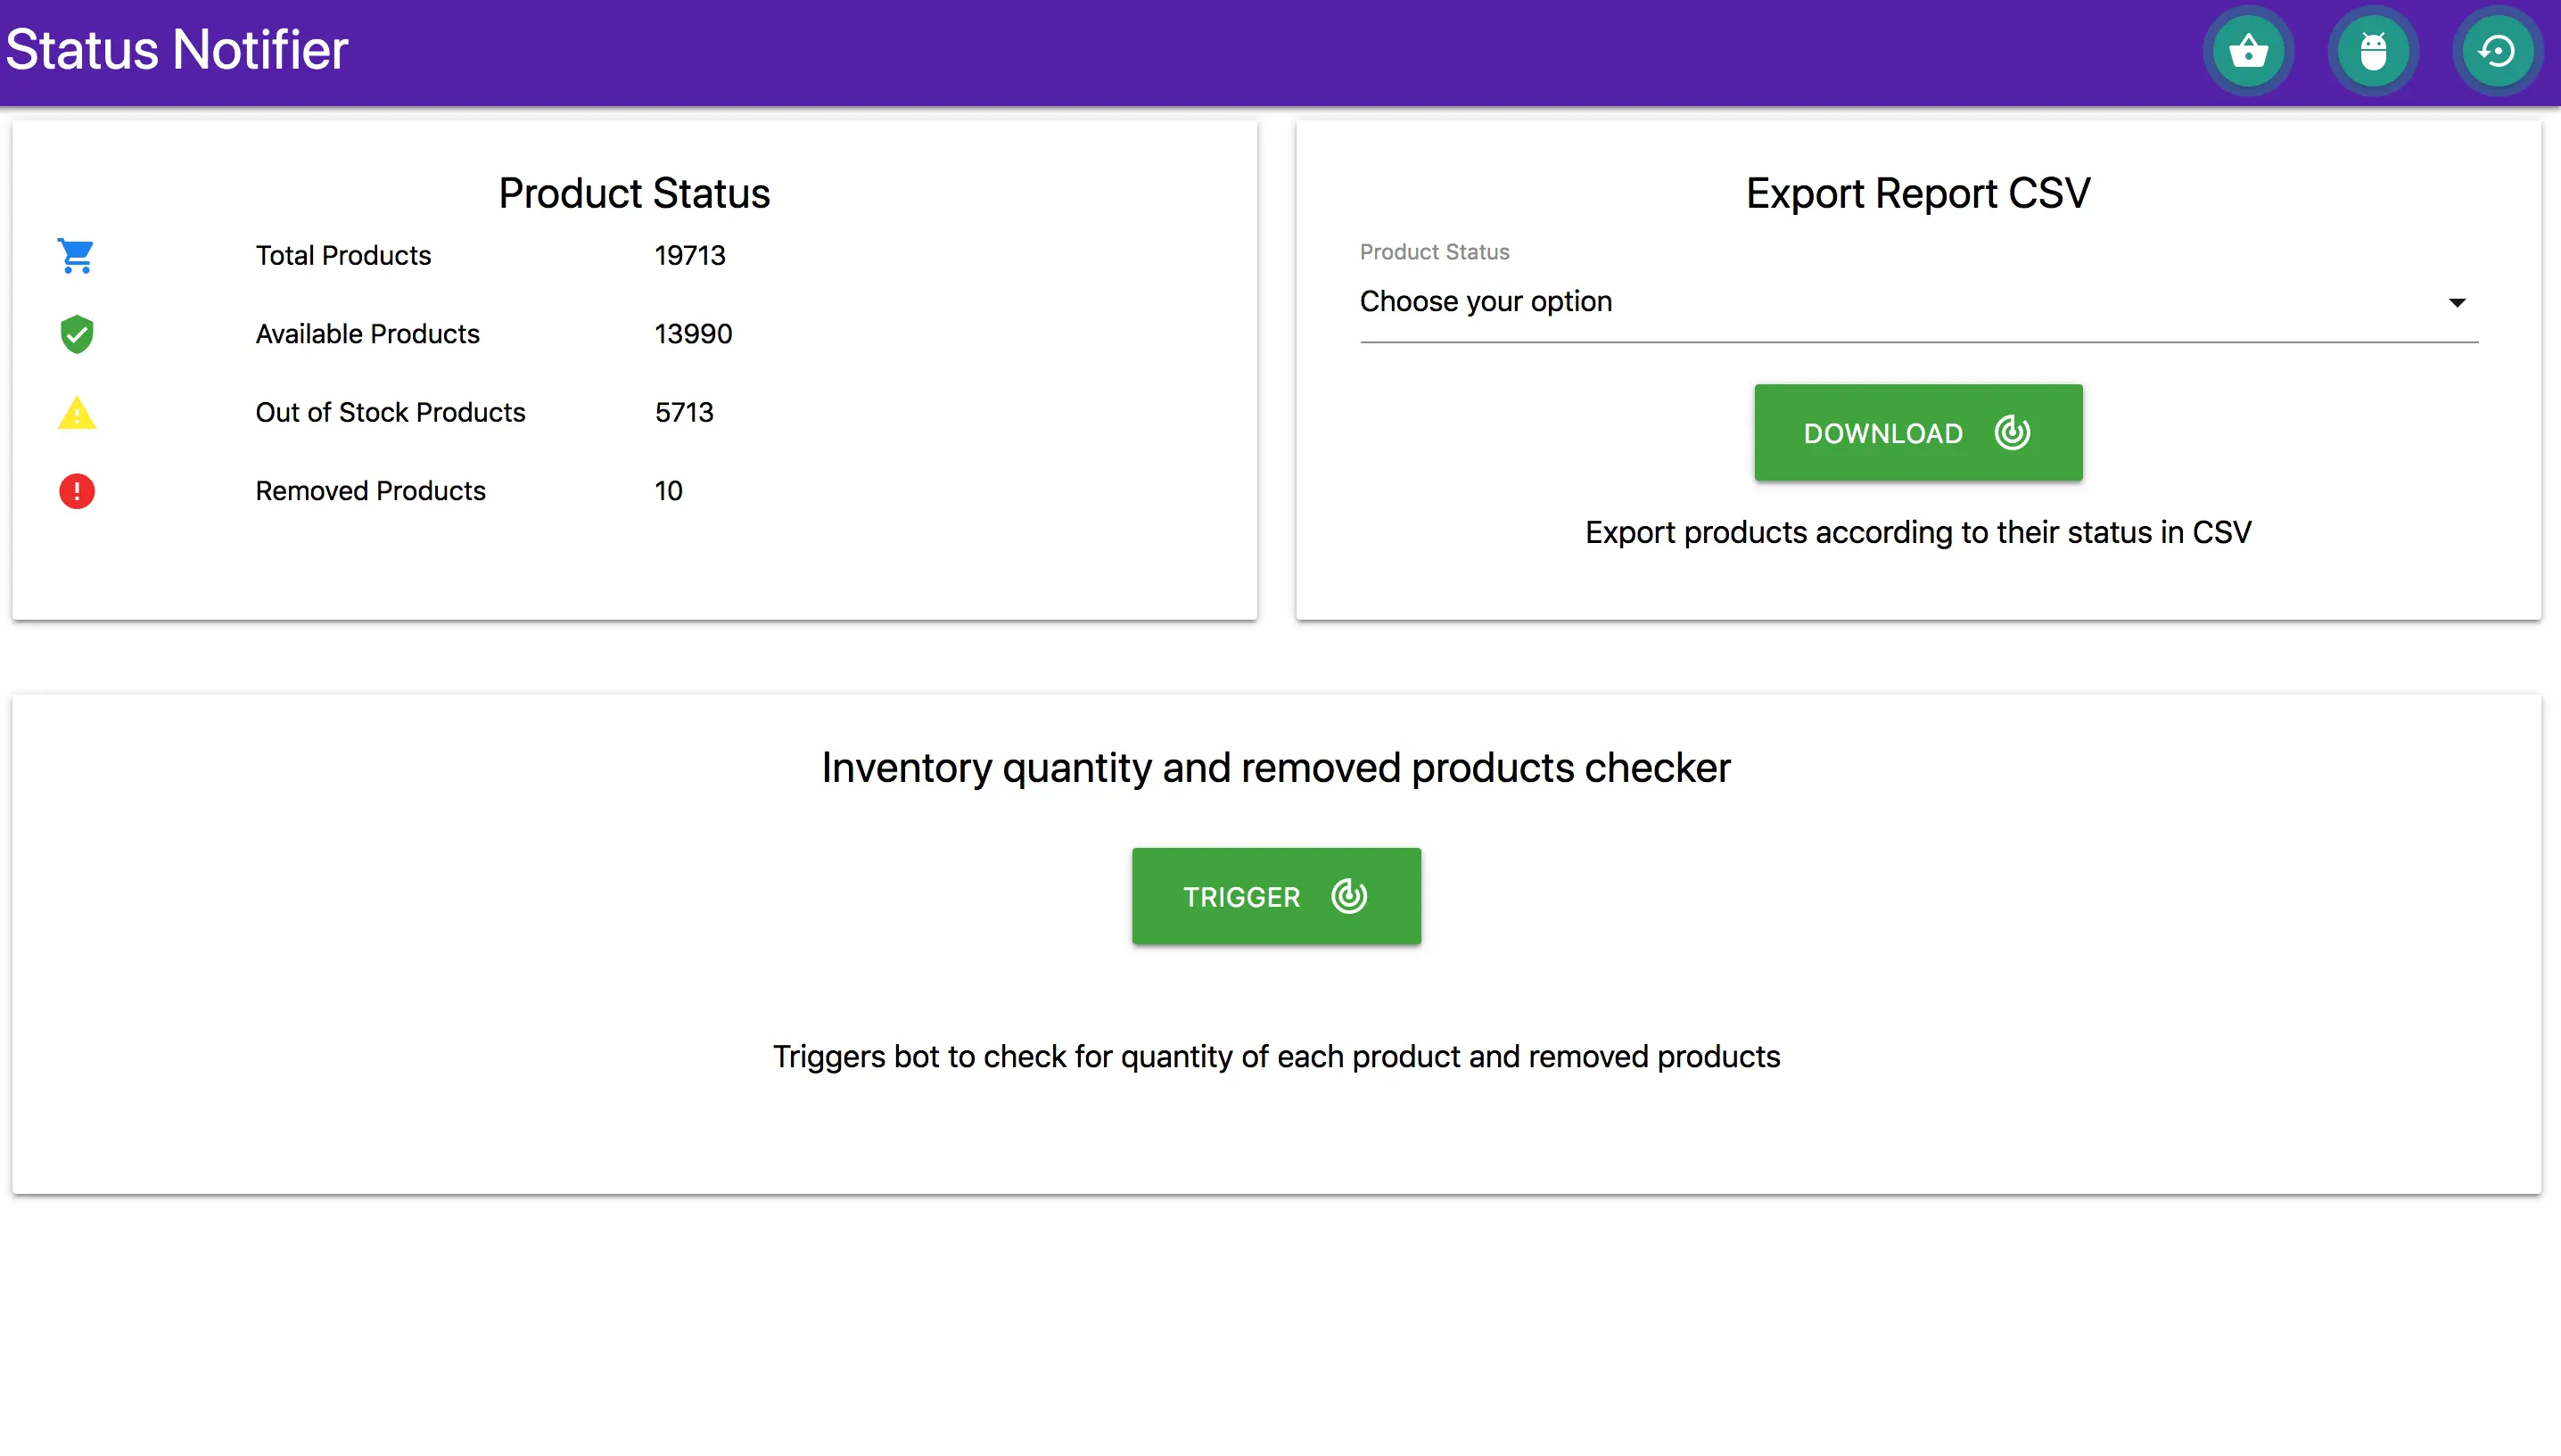 Status Notifier
Product Status
Total Products 19713
Available Products 13990
Out of Stock Products 5713
Removed Products 10
Export Report CSV
Product Status
Choose your option
DOWNLOAD
Export products according to their status in CSV
Inventory quantity and removed products checker
TRIGGER
Triggers bot to check for quantity of each product and removed products